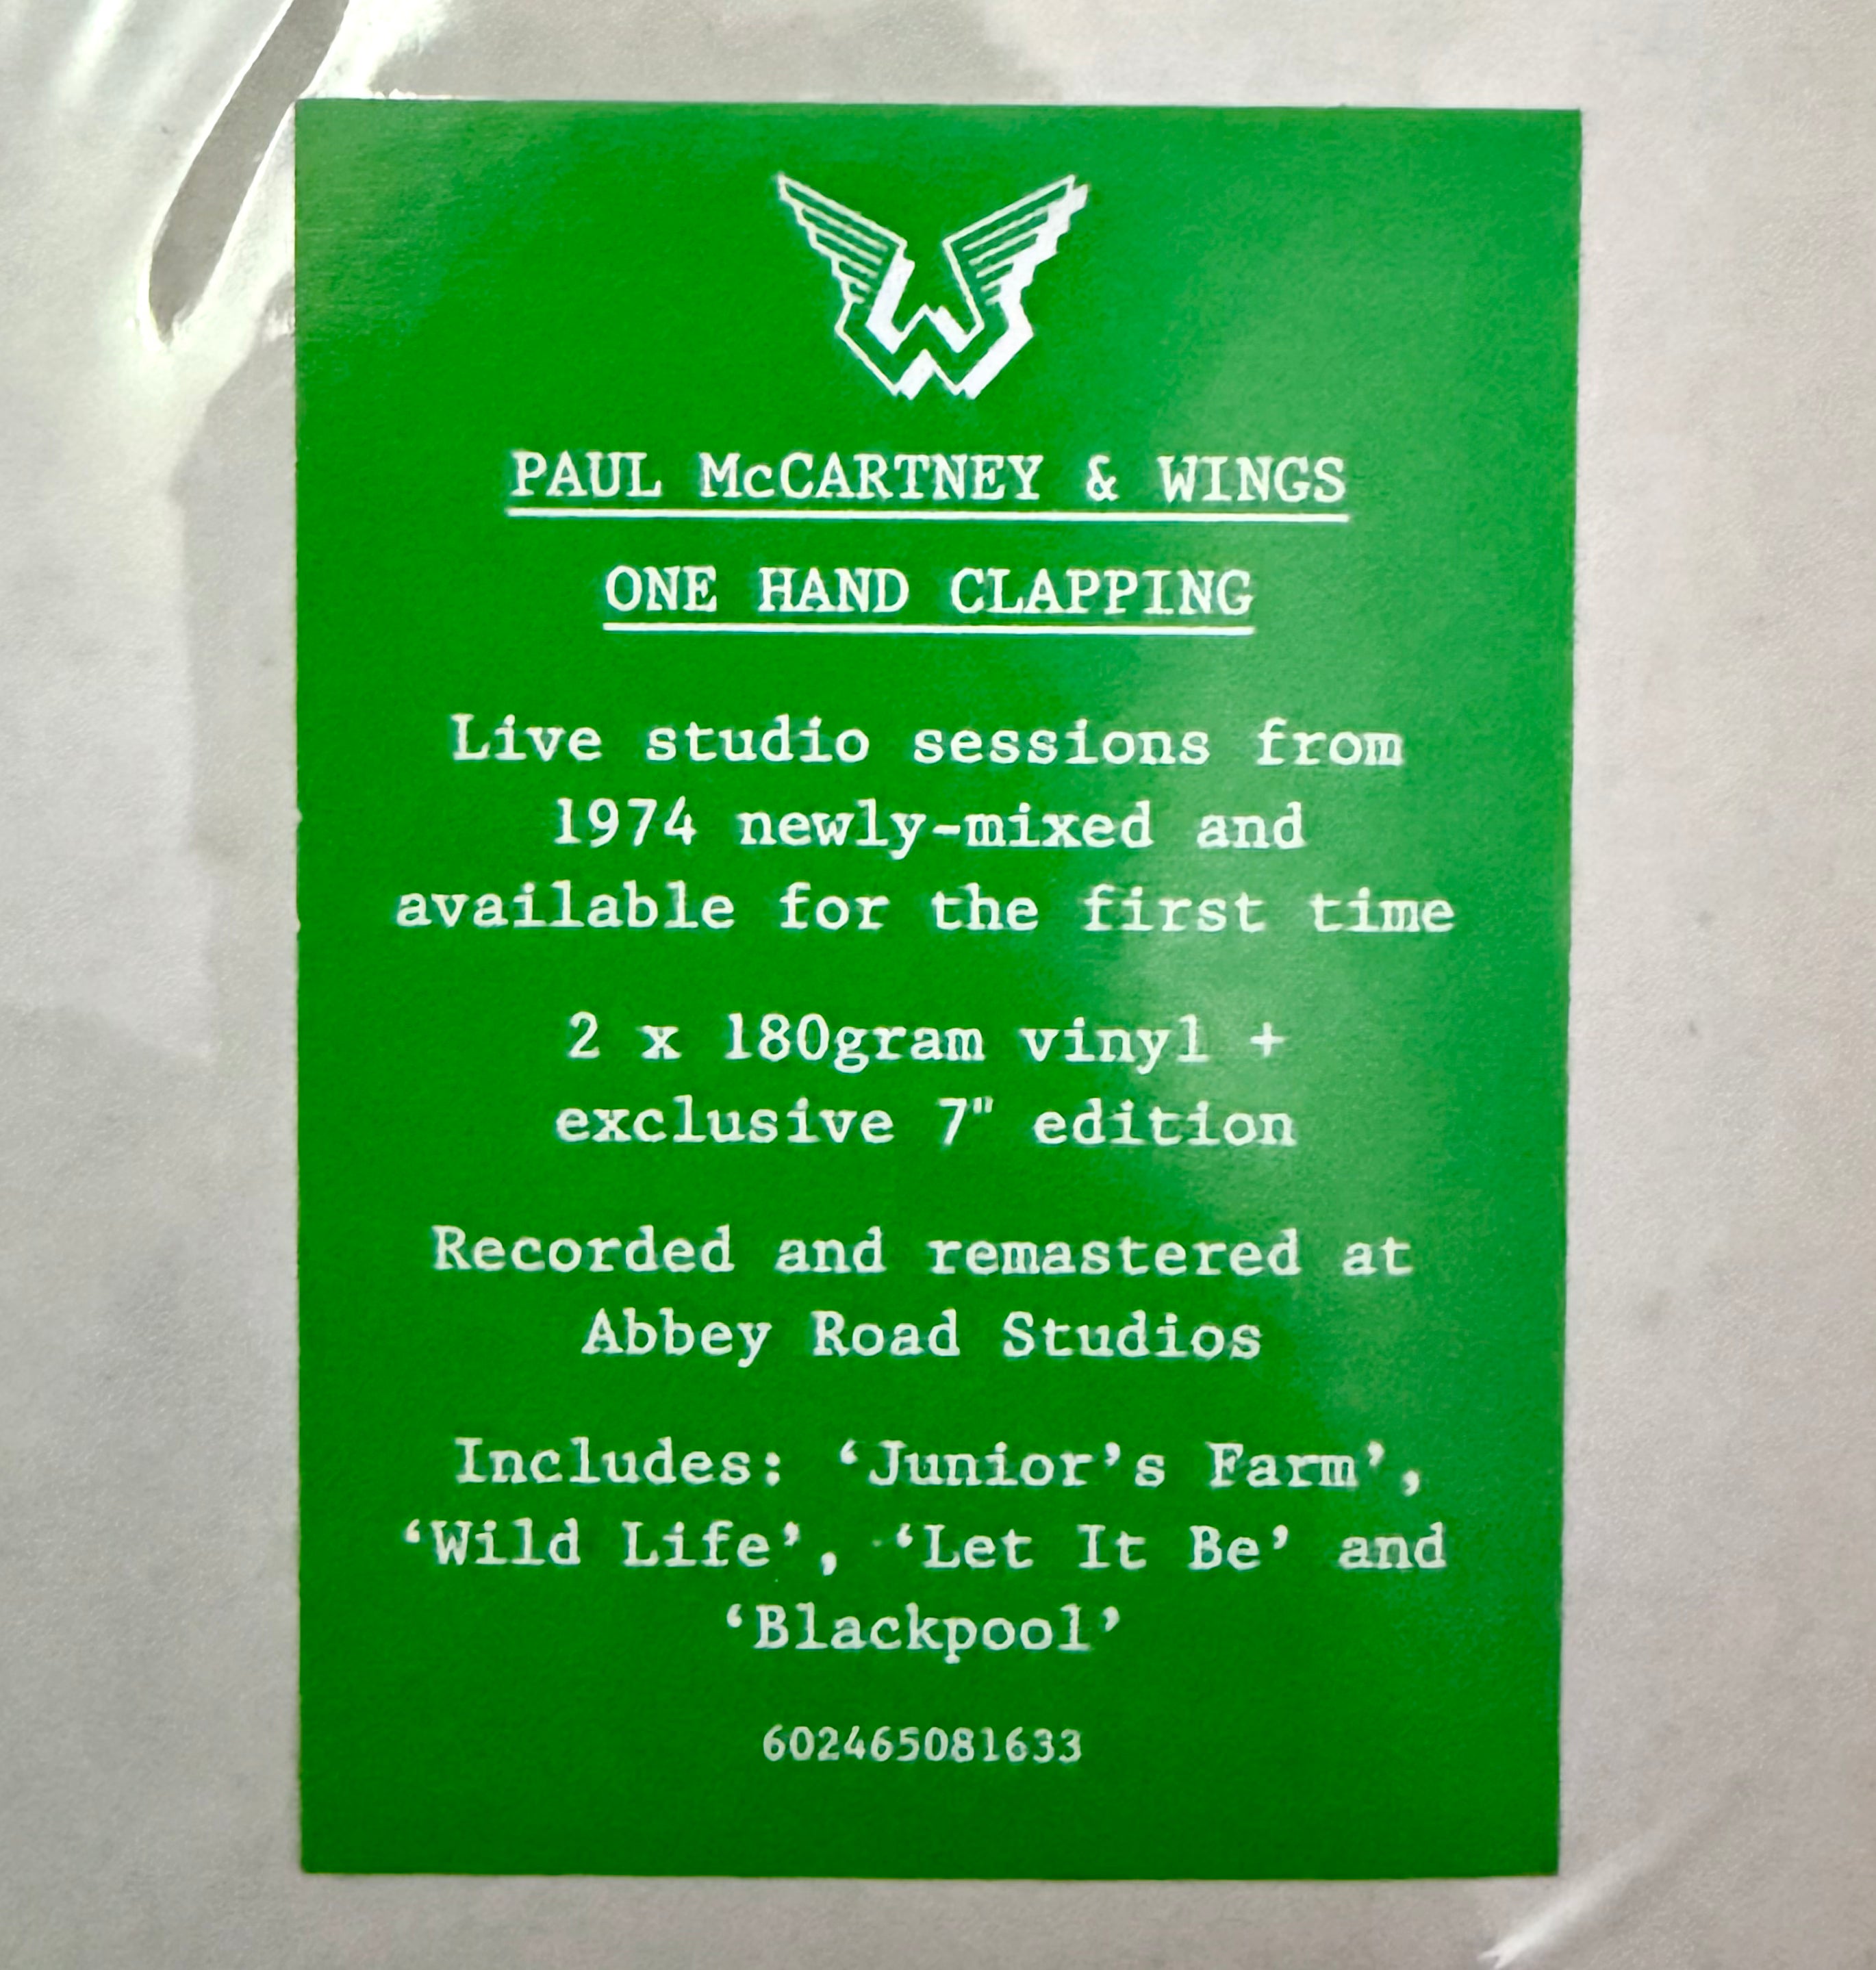 PAUL McCARTNEY & WINGS
ONE HAND CLAPPING
Live studio sessions from
1974 newly-mixed and
available for the first time
2 x 180gram vinyl +
exclusive 7" edition
Recorded and remastered at
Abbey Road Studios
Includes: ‘Junior’s Farm’,
‘Wild Life’, ‘Let It Be’ and
‘Blackpool’
602465081633